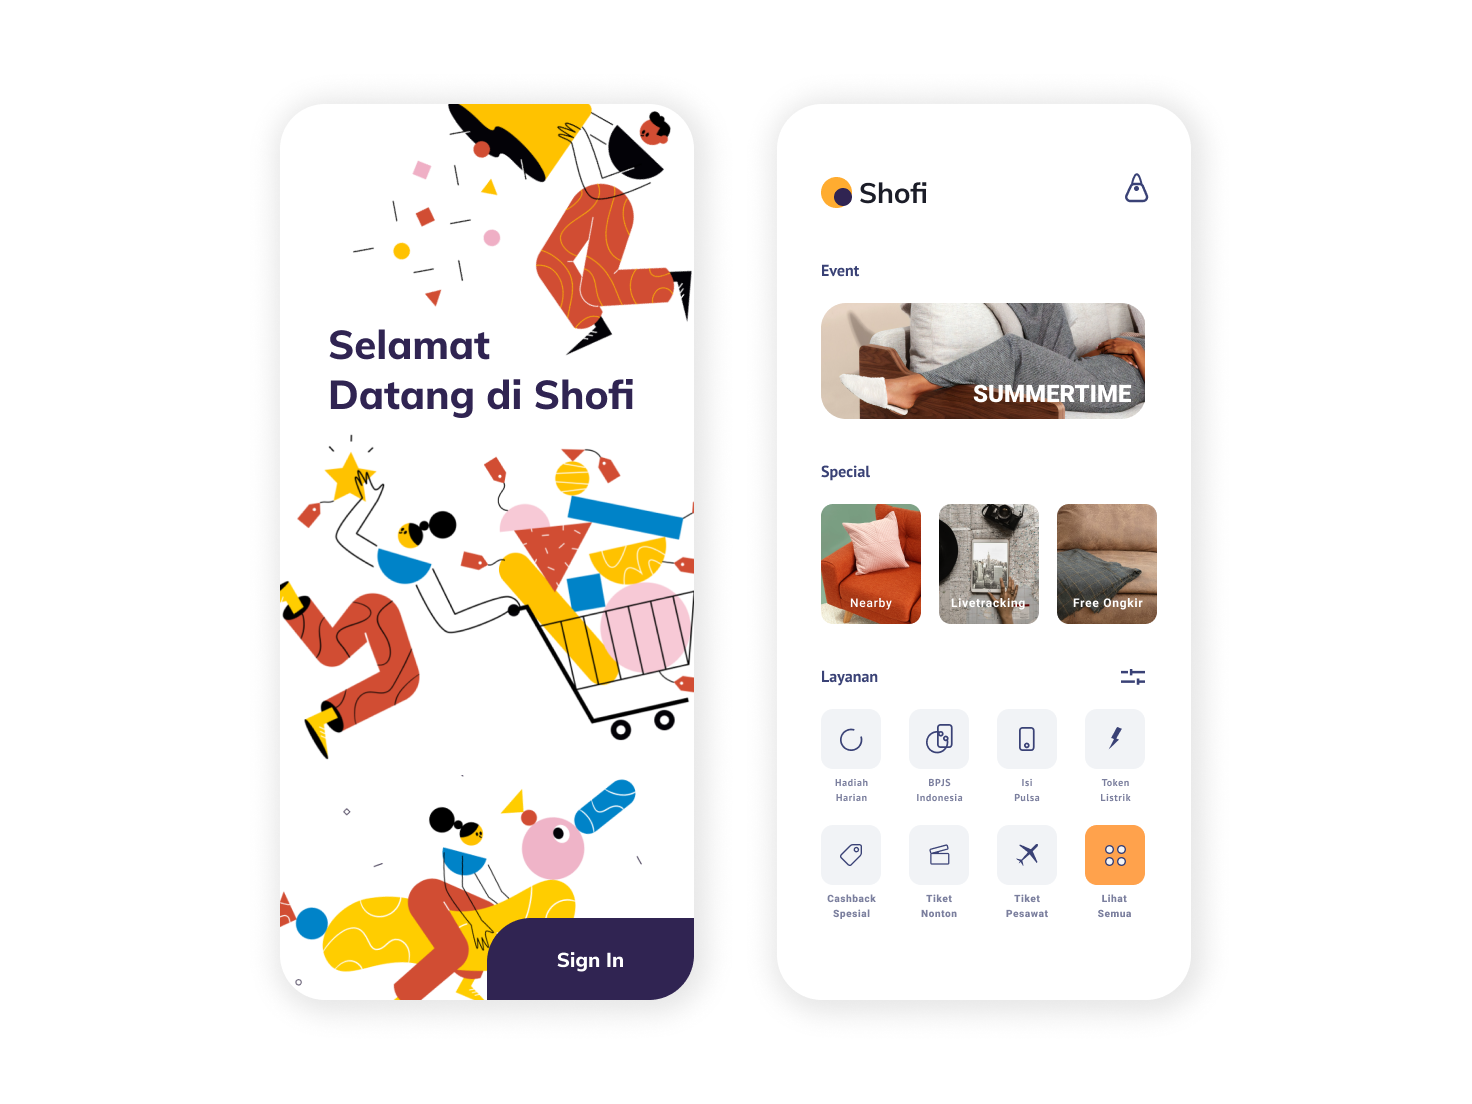 Selamat
Datang di Shofi
Sign In
Shofi
Event
SUMMERTIME
Special
Nearby
Livetracking
Free Ongkir
Layanan
Hadiah
Harian
BPJS
Indonesia
Isi
Pulsa
Token
Listrik
Cashback
Spesial
Tiket
Nonton
Tiket
Pesawat
Lihat
Semua